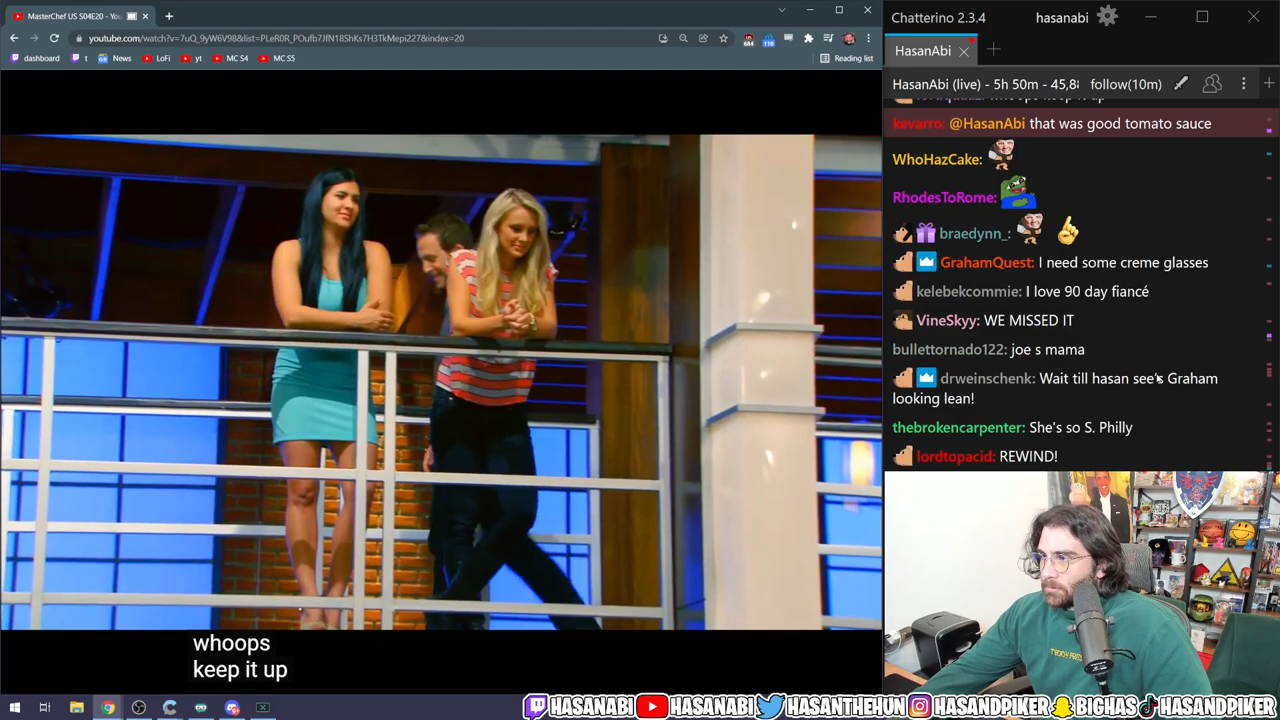 MasterChef US S04E20 - You
youtube.com/watch?v=7uQ_9yW6V98&list=PLeR0R_POufb7JfN18ShKs7H3TkMepi227&index=20
dashboard
t
News
LoFi
yt
MC S4
MC S5
Reading list
Chatterino 2.3.4
hasanabi
HasanAbi
HasanAbi (live) - 5h 50m - 45,8
follow(10m)
kevarro: @HasanAbi that was good tomato sauce
WhoHazCake:
RhodesToRome:
braedynn_:
GrahamQuest: I need some creme glasses
kelebekcommie: I love 90 day fiancé
VineSkyy: WE MISSED IT
bullettornado122: joe s mama
drweinschenk: Wait till hasan see's Graham
looking lean!
thebrokencarpenter: She's so S. Philly
lordtopacid: REWIND!
whoops
keep it up
HASANABI
HASANABI
HASANTHEHUN
HASANDPIKER
BIGHAS
HASANDPIKER